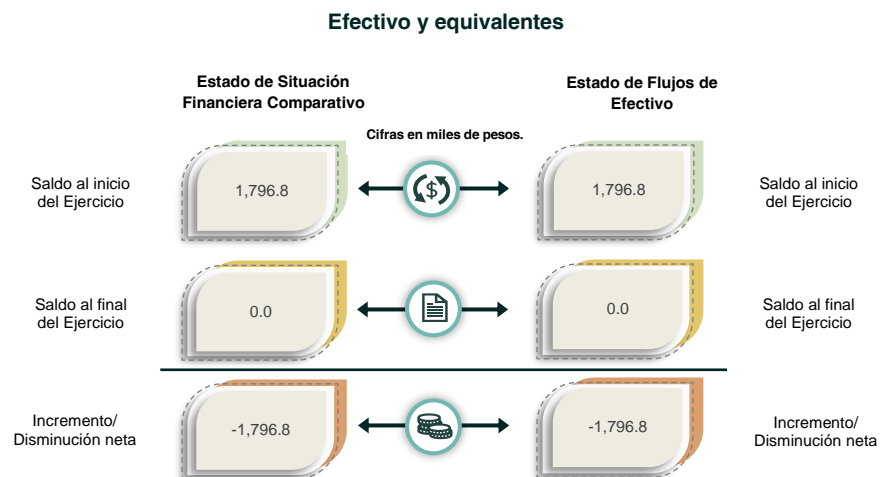 Efectivo y equivalentes
Estado de Situación
Financiera Comparativo
Estado de Flujos de
Efectivo
Cifras en miles de pesos.
Saldo al inicio
del Ejercicio
1,796.8
$
1,796.8
Saldo al inicio
del Ejercicio
Saldo al final
del Ejercicio
0.0
0.0
Saldo al final
del Ejercicio
Incremento/
Disminución neta
-1,796.8
-1,796.8
Incremento/
Disminución neta